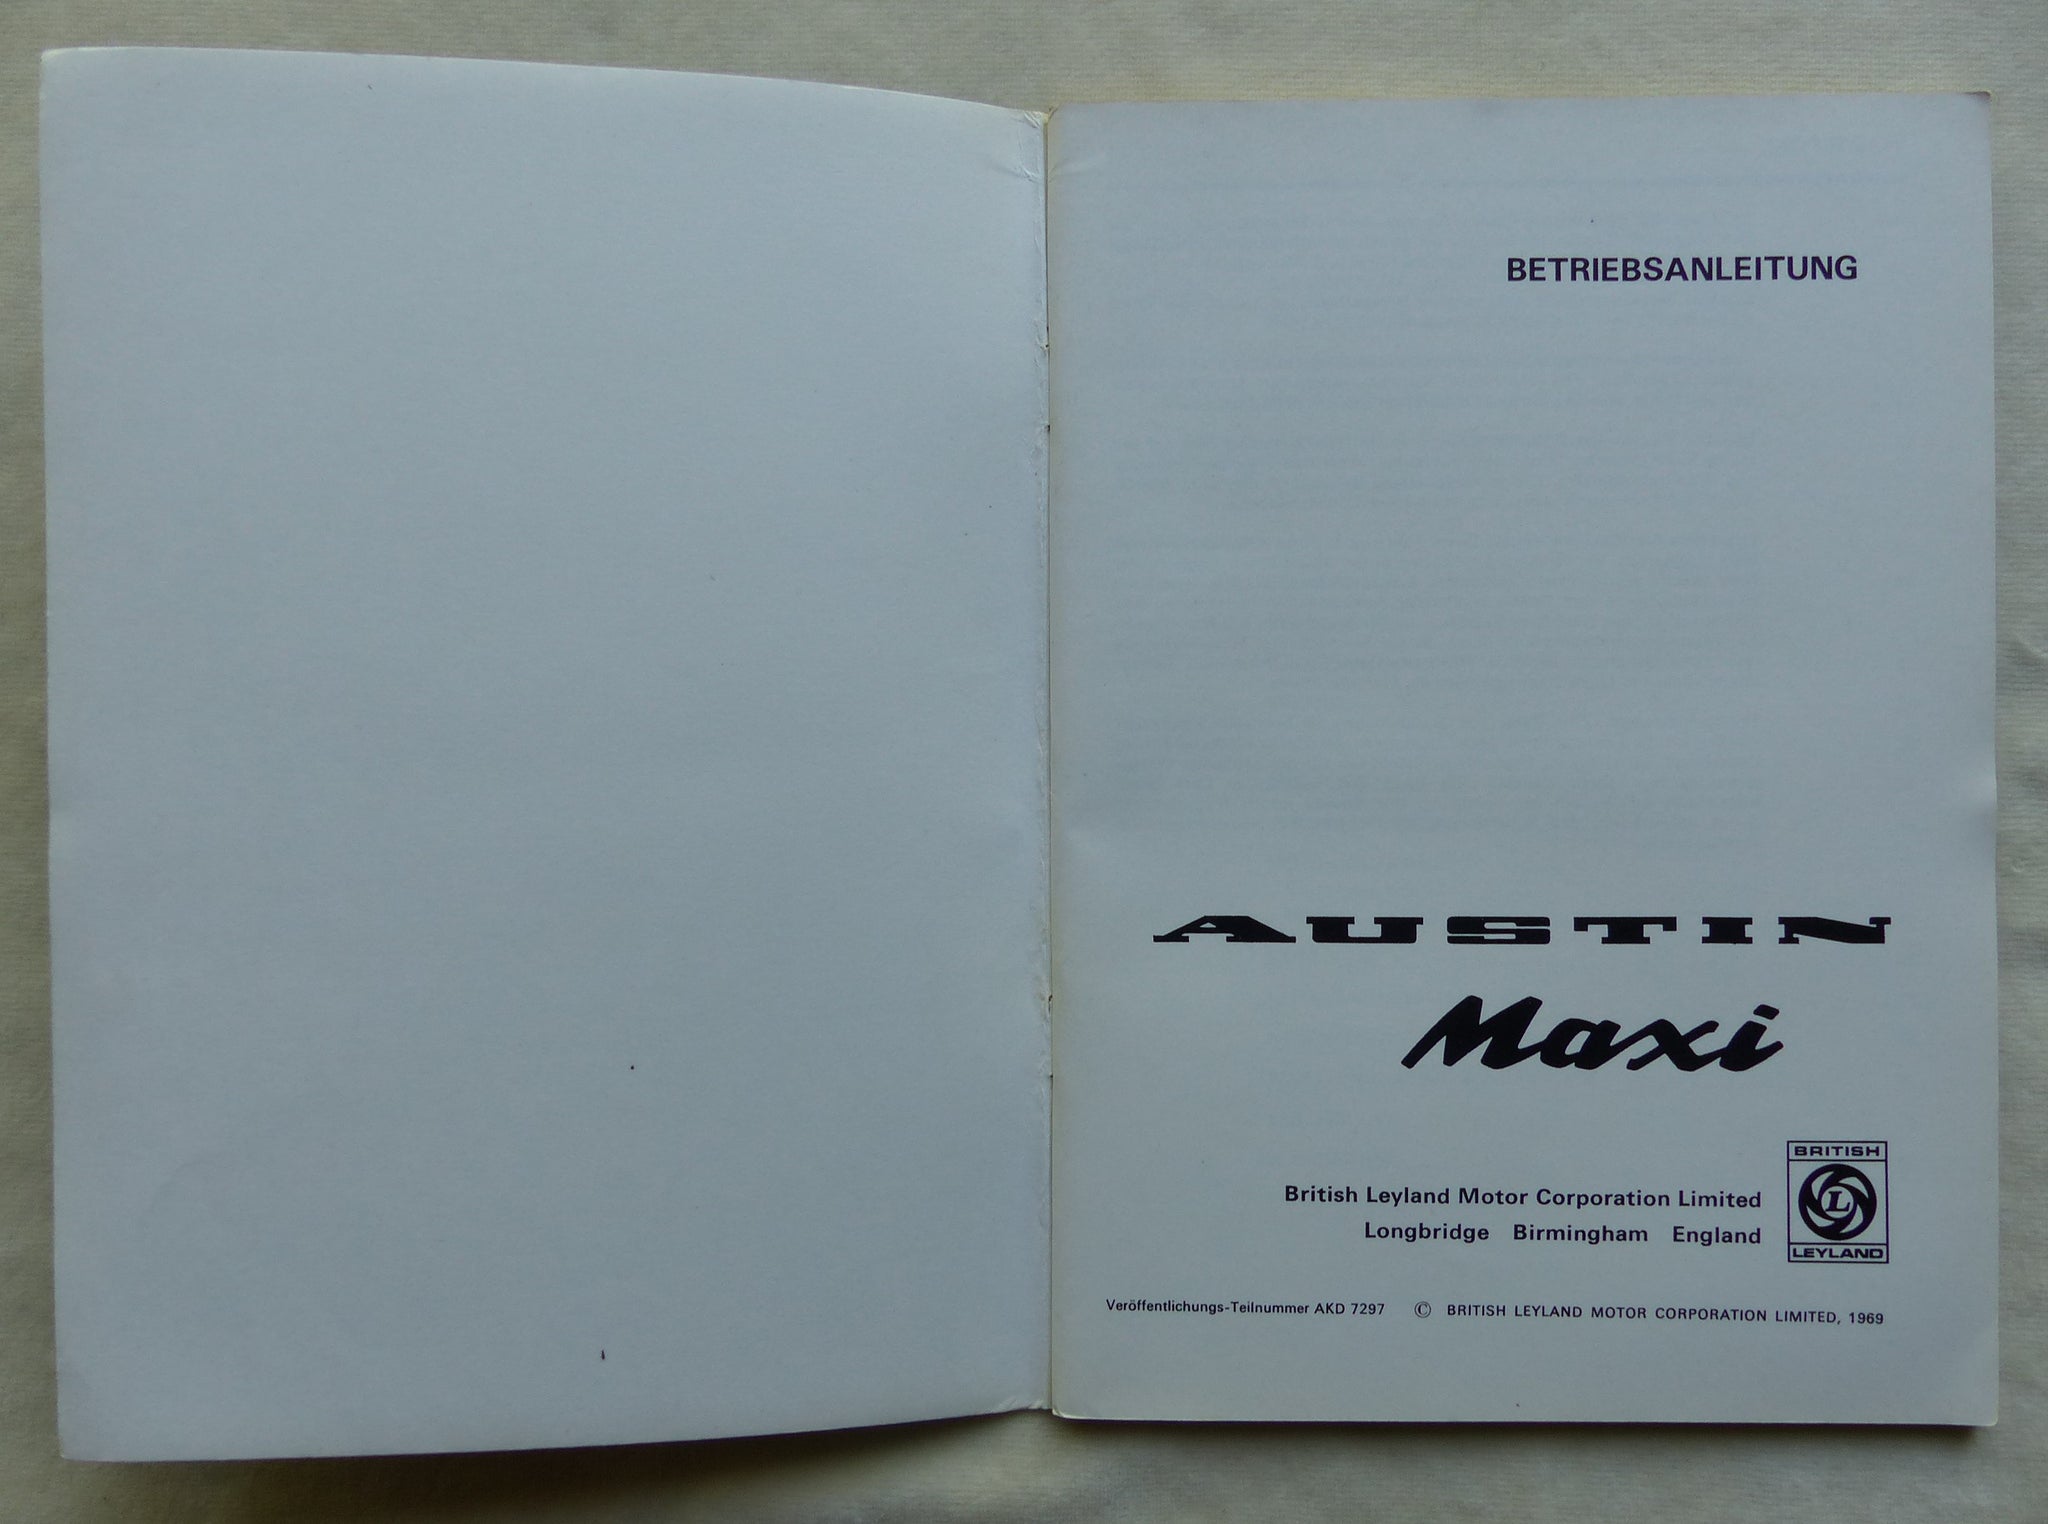 BETRIEBSANLEITUNG
AUSTIN
Maxi
British Leyland Motor Corporation Limited
Longbridge Birmingham England
BRITISH
L
LEYLAND
Veröffentlichungs-Teilnummer AKD 7297 © BRITISH LEYLAND MOTOR CORPORATION LIMITED, 1969